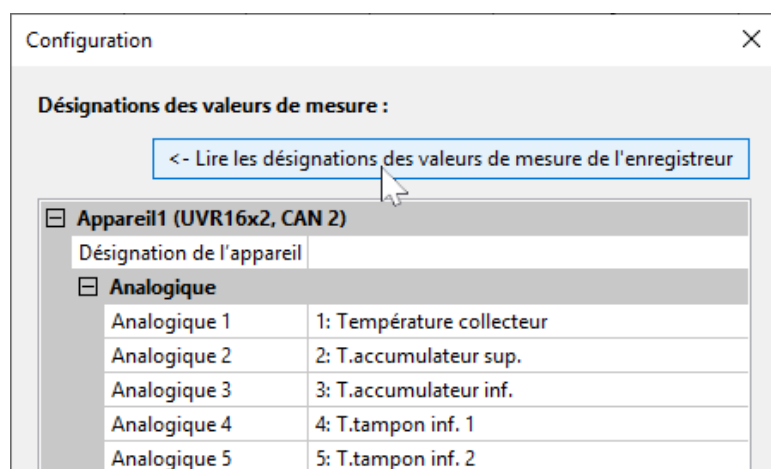 Configuration
Désignations des valeurs de mesure :
<- Lire les désignations des valeurs de mesure de l'enregistreur
Appareil1 (UVR16x2, CAN 2)
Désignation de l'appareil
Analogique
Analogique 1 1: Température collecteur
Analogique 2 2: T.accumulateur sup.
Analogique 3 3: T.accumulateur inf.
Analogique 4 4: T.tampon inf. 1
Analogique 5 5: T.tampon inf. 2